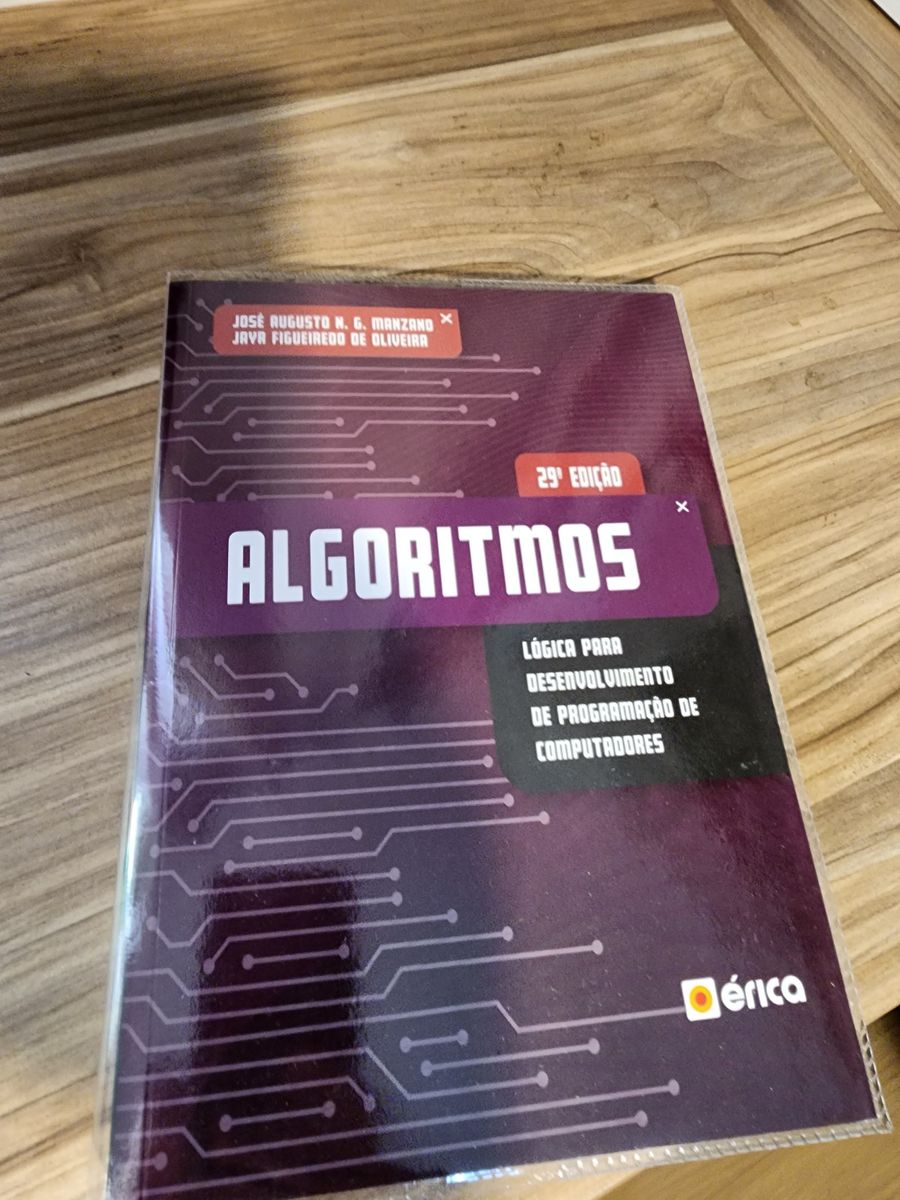 JOSÉ AUGUSTO N. G. MANZANO
JAYR FIGUEIREDO DE OLIVEIRA
29ª EDIÇÃO
ALGORITMOS
LÓGICA PARA
DESENVOLVIMENTO
DE PROGRAMAÇÃO DE
COMPUTADORES
érica